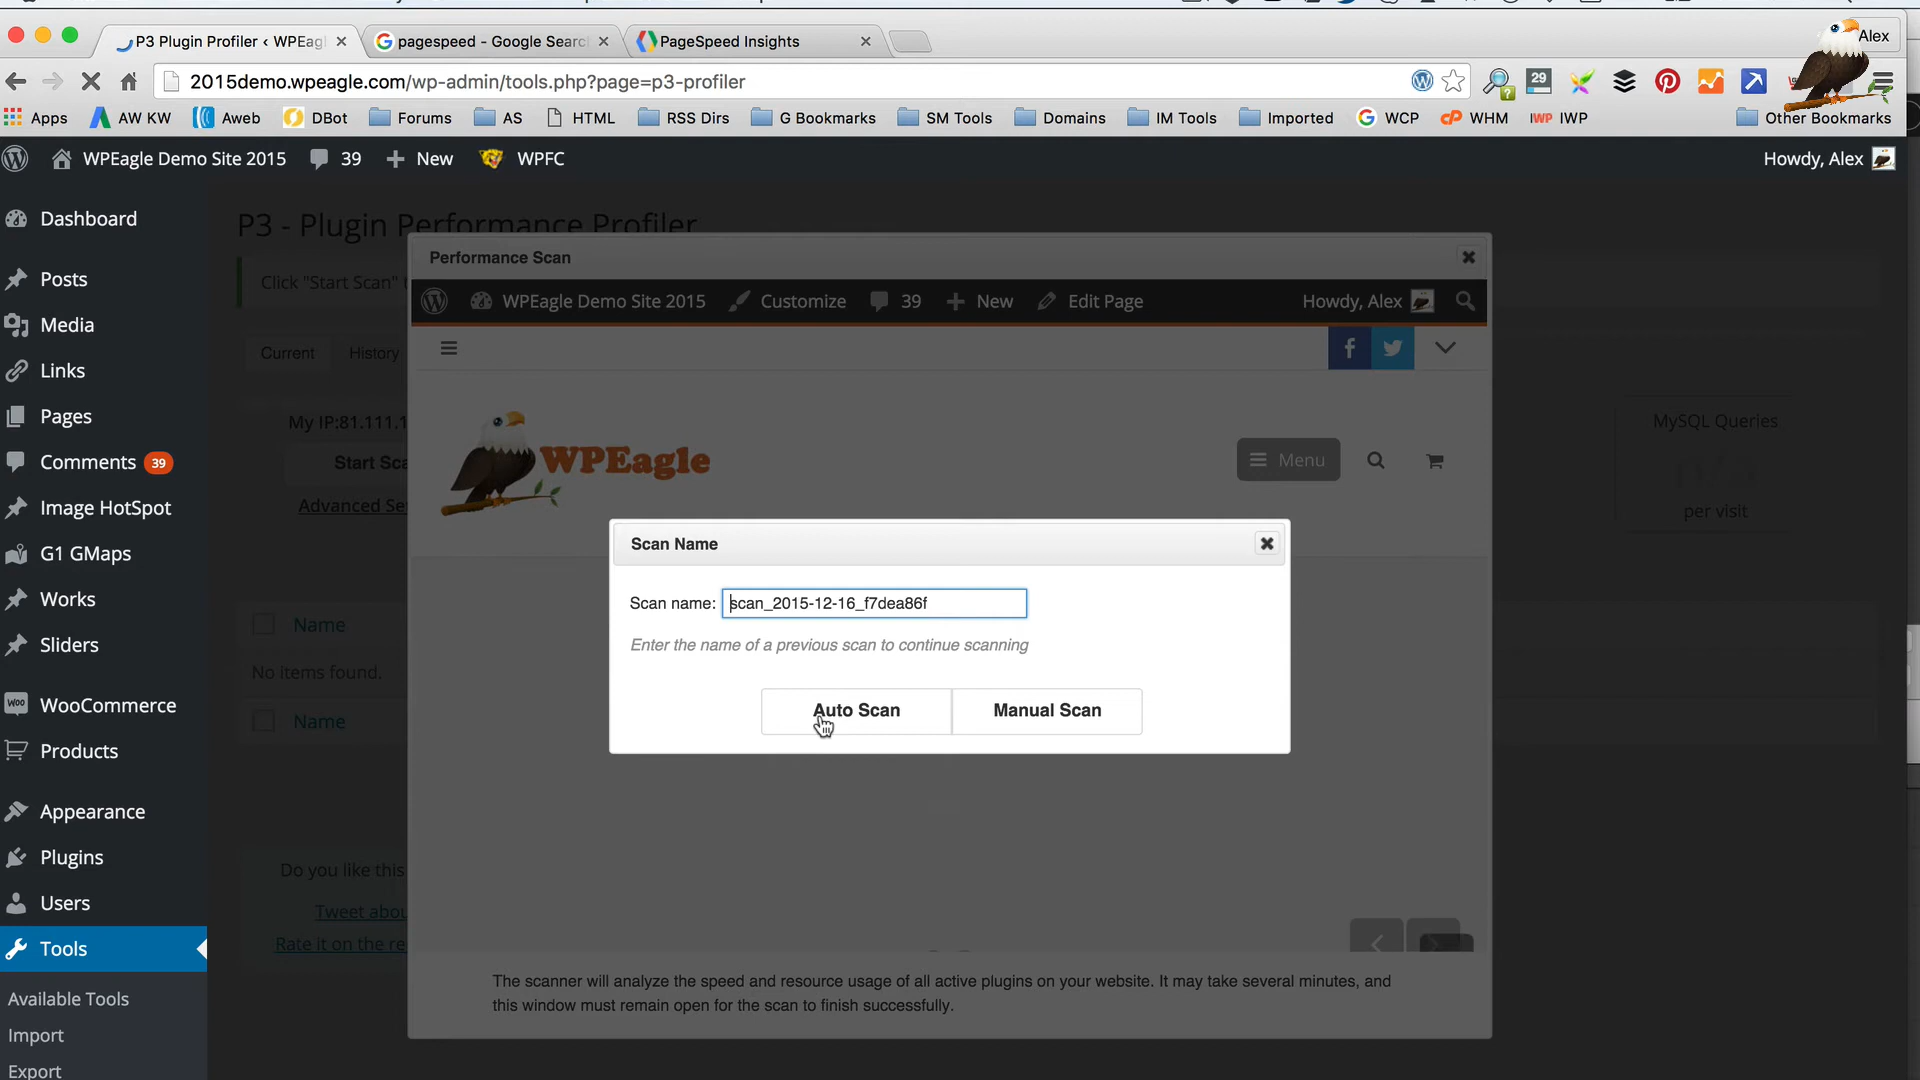 P3 Plugin Profiler ‹ WPEagl
pagespeed - Google Searc
PageSpeed Insights
Alex
2015demo.wpeagle.com/wp-admin/tools.php?page=p3-profiler
29
Apps
AW KW
Aweb
DBot
Forums
AS
HTML
RSS Dirs
G Bookmarks
SM Tools
Domains
IM Tools
Imported
WCP
cP WHM
IWP IWP
Other Bookmarks
WPEagle Demo Site 2015
39
New
WPFC
Howdy, Alex
Dashboard
Posts
Media
Links
Pages
Comments 39
Image HotSpot
G1 GMaps
Works
Sliders
Woo WooCommerce
Products
Appearance
Plugins
Users
Tools
Available Tools
Import
Export
P3 - Plugin Performance Profiler
Click "Start Scan"
Current
History
My IP:81.111.1
Start Sca
Advanced Se
MySQL Queries
per visit
Name
No items found.
Name
Do you like this
Tweet abou
Rate it on the re
Performance Scan
WPEagle Demo Site 2015
Customize
39
New
Edit Page
Howdy, Alex
WPEagle
Menu
Scan Name
Scan name: scan_2015-12-16_f7dea86f
Enter the name of a previous scan to continue scanning
Auto Scan
Manual Scan
The scanner will analyze the speed and resource usage of all active plugins on your website. It may take several minutes, and
this window must remain open for the scan to finish successfully.